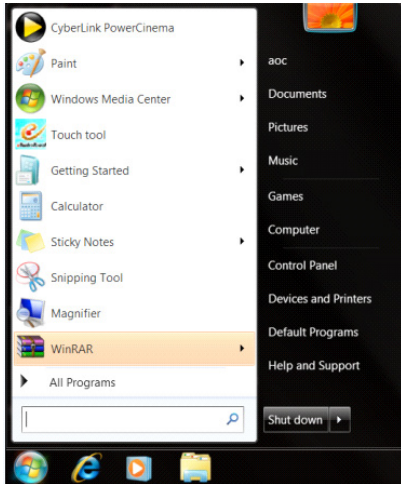 CyberLink PowerCinema
Paint
Windows Media Center
Touch tool
Getting Started
Calculator
Sticky Notes
Snipping Tool
Magnifier
WinRAR
All Programs
aoc
Documents
Pictures
Music
Games
Computer
Control Panel
Devices and Printers
Default Programs
Help and Support
Shut down